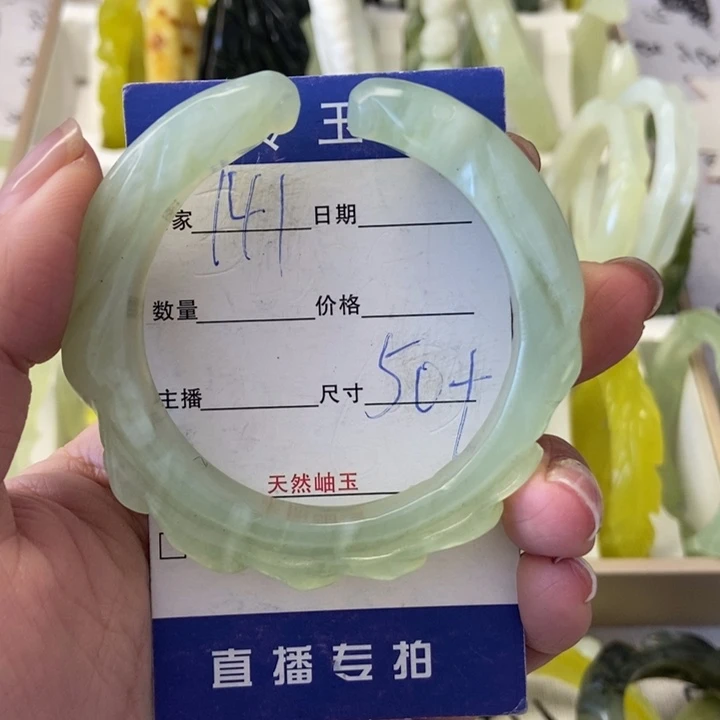 玉
家 141 日期
数量 价格
主播 尺寸 50+
天然岫玉
直播专拍